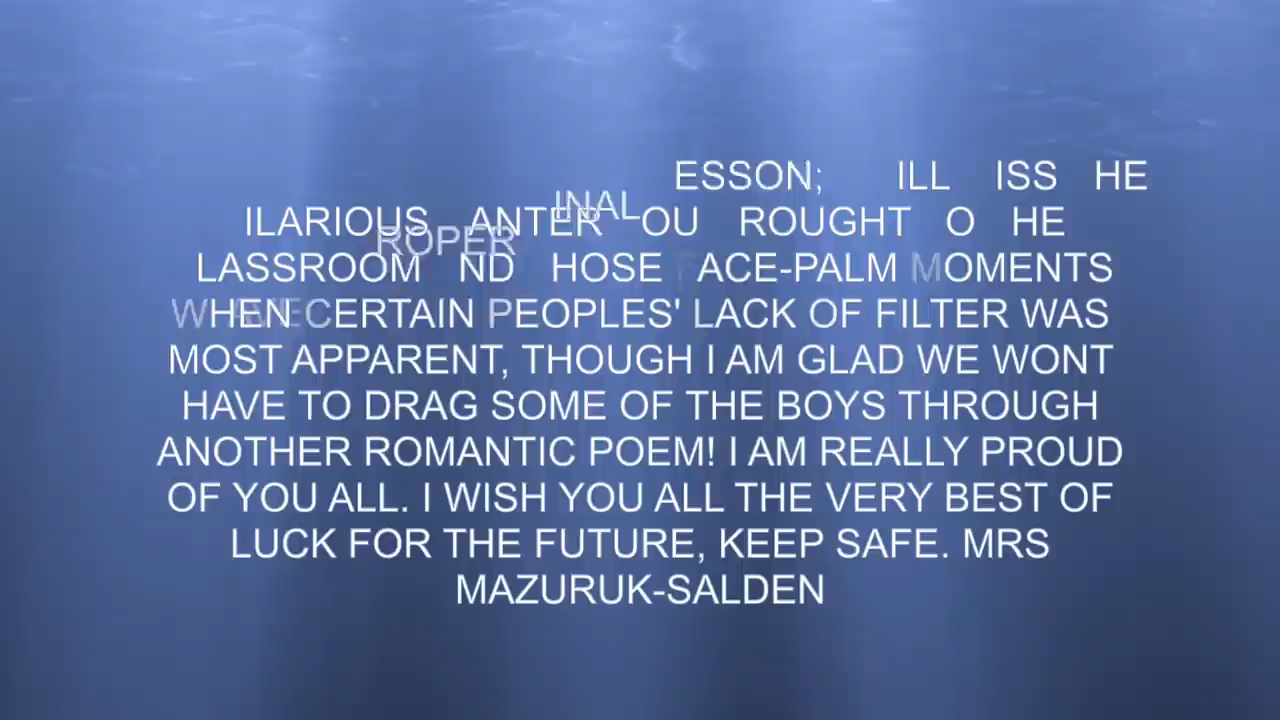 ESSON; ILL ISS HE
INAL
ILARIOUS ANTER OU ROUGHT O HE
ROPER
LASSROOM ND HOSE F ACE-PALM MOMENTS
WHEN CERTAIN PEOPLES' LACK OF FILTER WAS
MOST APPARENT, THOUGH I AM GLAD WE WONT
HAVE TO DRAG SOME OF THE BOYS THROUGH
ANOTHER ROMANTIC POEM! I AM REALLY PROUD
OF YOU ALL. I WISH YOU ALL THE VERY BEST OF
LUCK FOR THE FUTURE, KEEP SAFE. MRS
MAZURUK-SALDEN